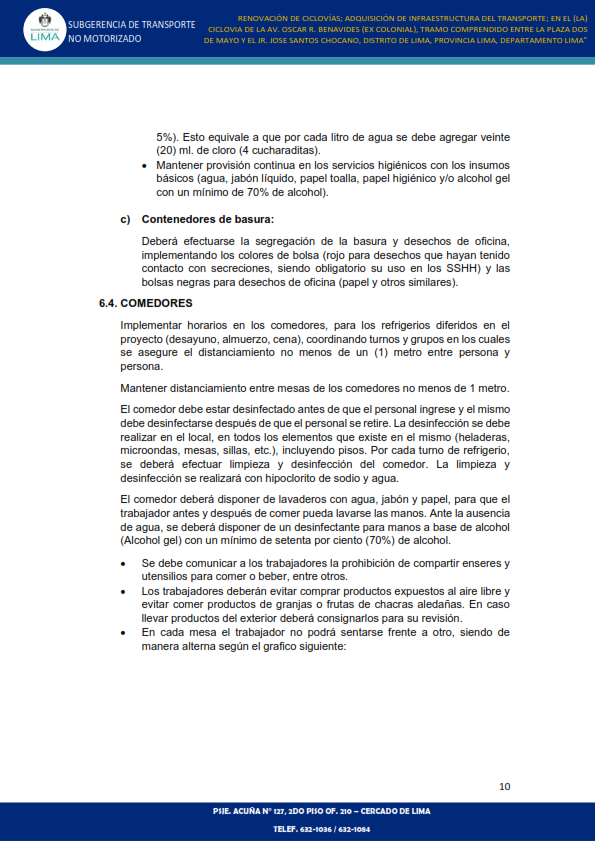 LIMA
SUBGERENCIA DE TRANSPORTE
NO MOTORIZADO
RENOVACIÓN DE CICLOVÍAS; ADQUISICIÓN DE INFRAESTRUCTURA DEL TRANSPORTE; EN EL (LA)
CICLOVIA DE LA AV. OSCAR R. BENAVIDES (EX COLONIAL), TRAMO COMPRENDIDO ENTRE LA PLAZA DOS
DE MAYO Y EL JR. JOSE SANTOS CHOCANO, DISTRITO DE LIMA, PROVINCIA LIMA, DEPARTAMENTO LIMA"
5%). Esto equivale a que por cada litro de agua se debe agregar veinte
(20) ml. de cloro (4 cucharaditas).
• Mantener provisión continua en los servicios higiénicos con los insumos
básicos (agua, jabón líquido, papel toalla, papel higiénico y/o alcohol gel
con un mínimo de 70% de alcohol).
c) Contenedores de basura:
Deberá efectuarse la segregación de la basura y desechos de oficina,
implementando los colores de bolsa (rojo para desechos que hayan tenido
contacto con secreciones, siendo obligatorio su uso en los SSHH) y las
bolsas negras para desechos de oficina (papel y otros similares).
6.4. COMEDORES
Implementar horarios en los comedores, para los refrigerios diferidos en el
proyecto (desayuno, almuerzo, cena), coordinando turnos y grupos en los cuales
se asegure el distanciamiento no menos de un (1) metro entre persona y
persona.
Mantener distanciamiento entre mesas de los comedores no menos de 1 metro.
El comedor debe estar desinfectado antes de que el personal ingrese y el mismo
debe desinfectarse después de que el personal se retire. La desinfección se debe
realizar en el local, en todos los elementos que existe en el mismo (heladeras,
microondas, mesas, sillas, etc.), incluyendo pisos. Por cada turno de refrigerio,
se deberá efectuar limpieza y desinfección del comedor. La limpieza y
desinfección se realizará con hipoclorito de sodio y agua.
El comedor deberá disponer de lavaderos con agua, jabón y papel, para que el
trabajador antes y después de comer pueda lavarse las manos. Ante la ausencia
de agua, se deberá disponer de un desinfectante para manos a base de alcohol
(Alcohol gel) con un mínimo de setenta por ciento (70%) de alcohol.
• Se debe comunicar a los trabajadores la prohibición de compartir enseres y
utensilios para comer o beber, entre otros.
• Los trabajadores deberán evitar comprar productos expuestos al aire libre y
evitar comer productos de granjas o frutas de chacras aledañas. En caso
llevar productos del exterior deberá consignarlos para su revisión.
• En cada mesa el trabajador no podrá sentarse frente a otro, siendo de
manera alterna según el grafico siguiente:
10
PSJE. ACUÑA N° 127, 2DO PISO OF. 210 – CERCADO DE LIMA
TELEF. 632-1036 / 632-1084